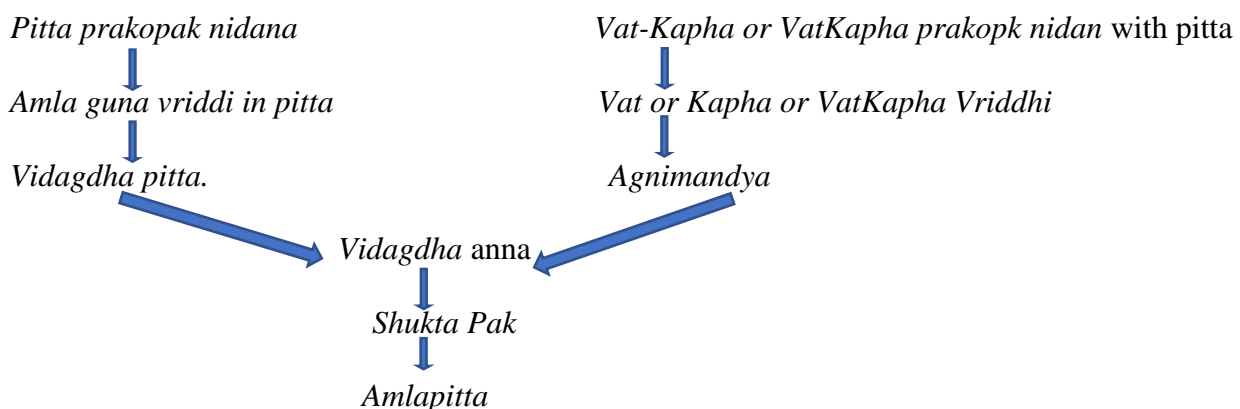 Pitta prakopak nidana
Vat-Kapha or VatKapha prakopk nidan with pitta
Amla guna vriddi in pitta
Vat or Kapha or VatKapha Vriddhi
Vidagdha pitta.
Agnimandya
Vidagdha anna
Shukta Pak
Amlapitta